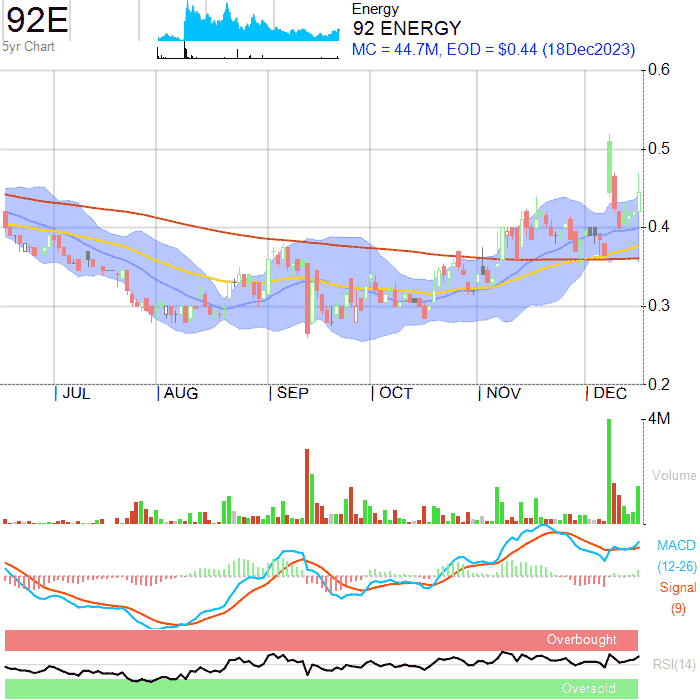 92E
5yr Chart
Energy
92 ENERGY
MC = 44.7M, EOD = $0.44 (18Dec2023)
0.6
0.5
0.4
0.3
0.2
JUL AUG SEP OCT NOV DEC
4M
Volume
MACD
(12-26)
Signal
(9)
Overbought
RSI(14)
Oversold